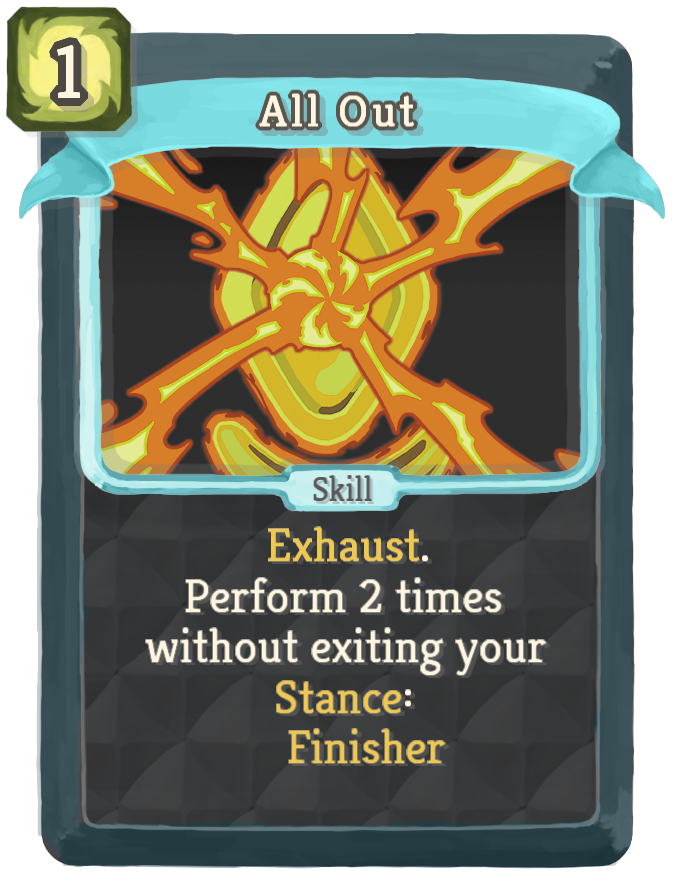 1
All Out
Skill
Exhaust.
Perform 2 times
without exiting your
Stance:
Finisher